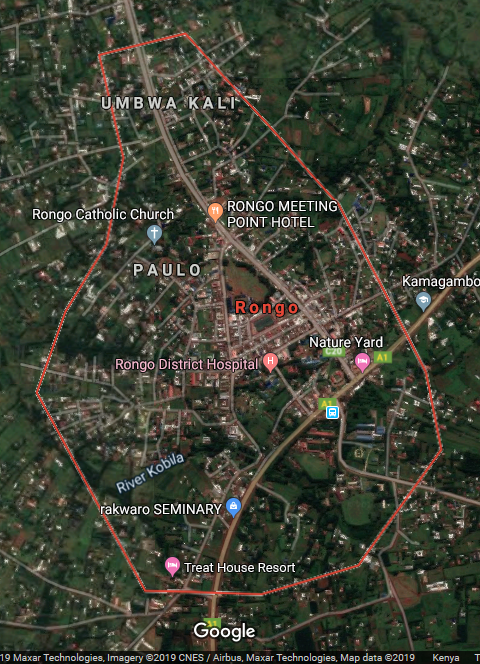 UMBWA KALI
RONGO MEETING
POINT HOTEL
Rongo Catholic Church
PAULO
Kamagambo
Rongo
Nature Yard
C20
A1
Rongo District Hospital
A1
River Kobila
rakwaro SEMINARY
Treat House Resort
A1
Google
19 Maxar Technologies, Imagery ©2019 CNES / Airbus, Maxar Technologies, Map data ©2019 Kenya T